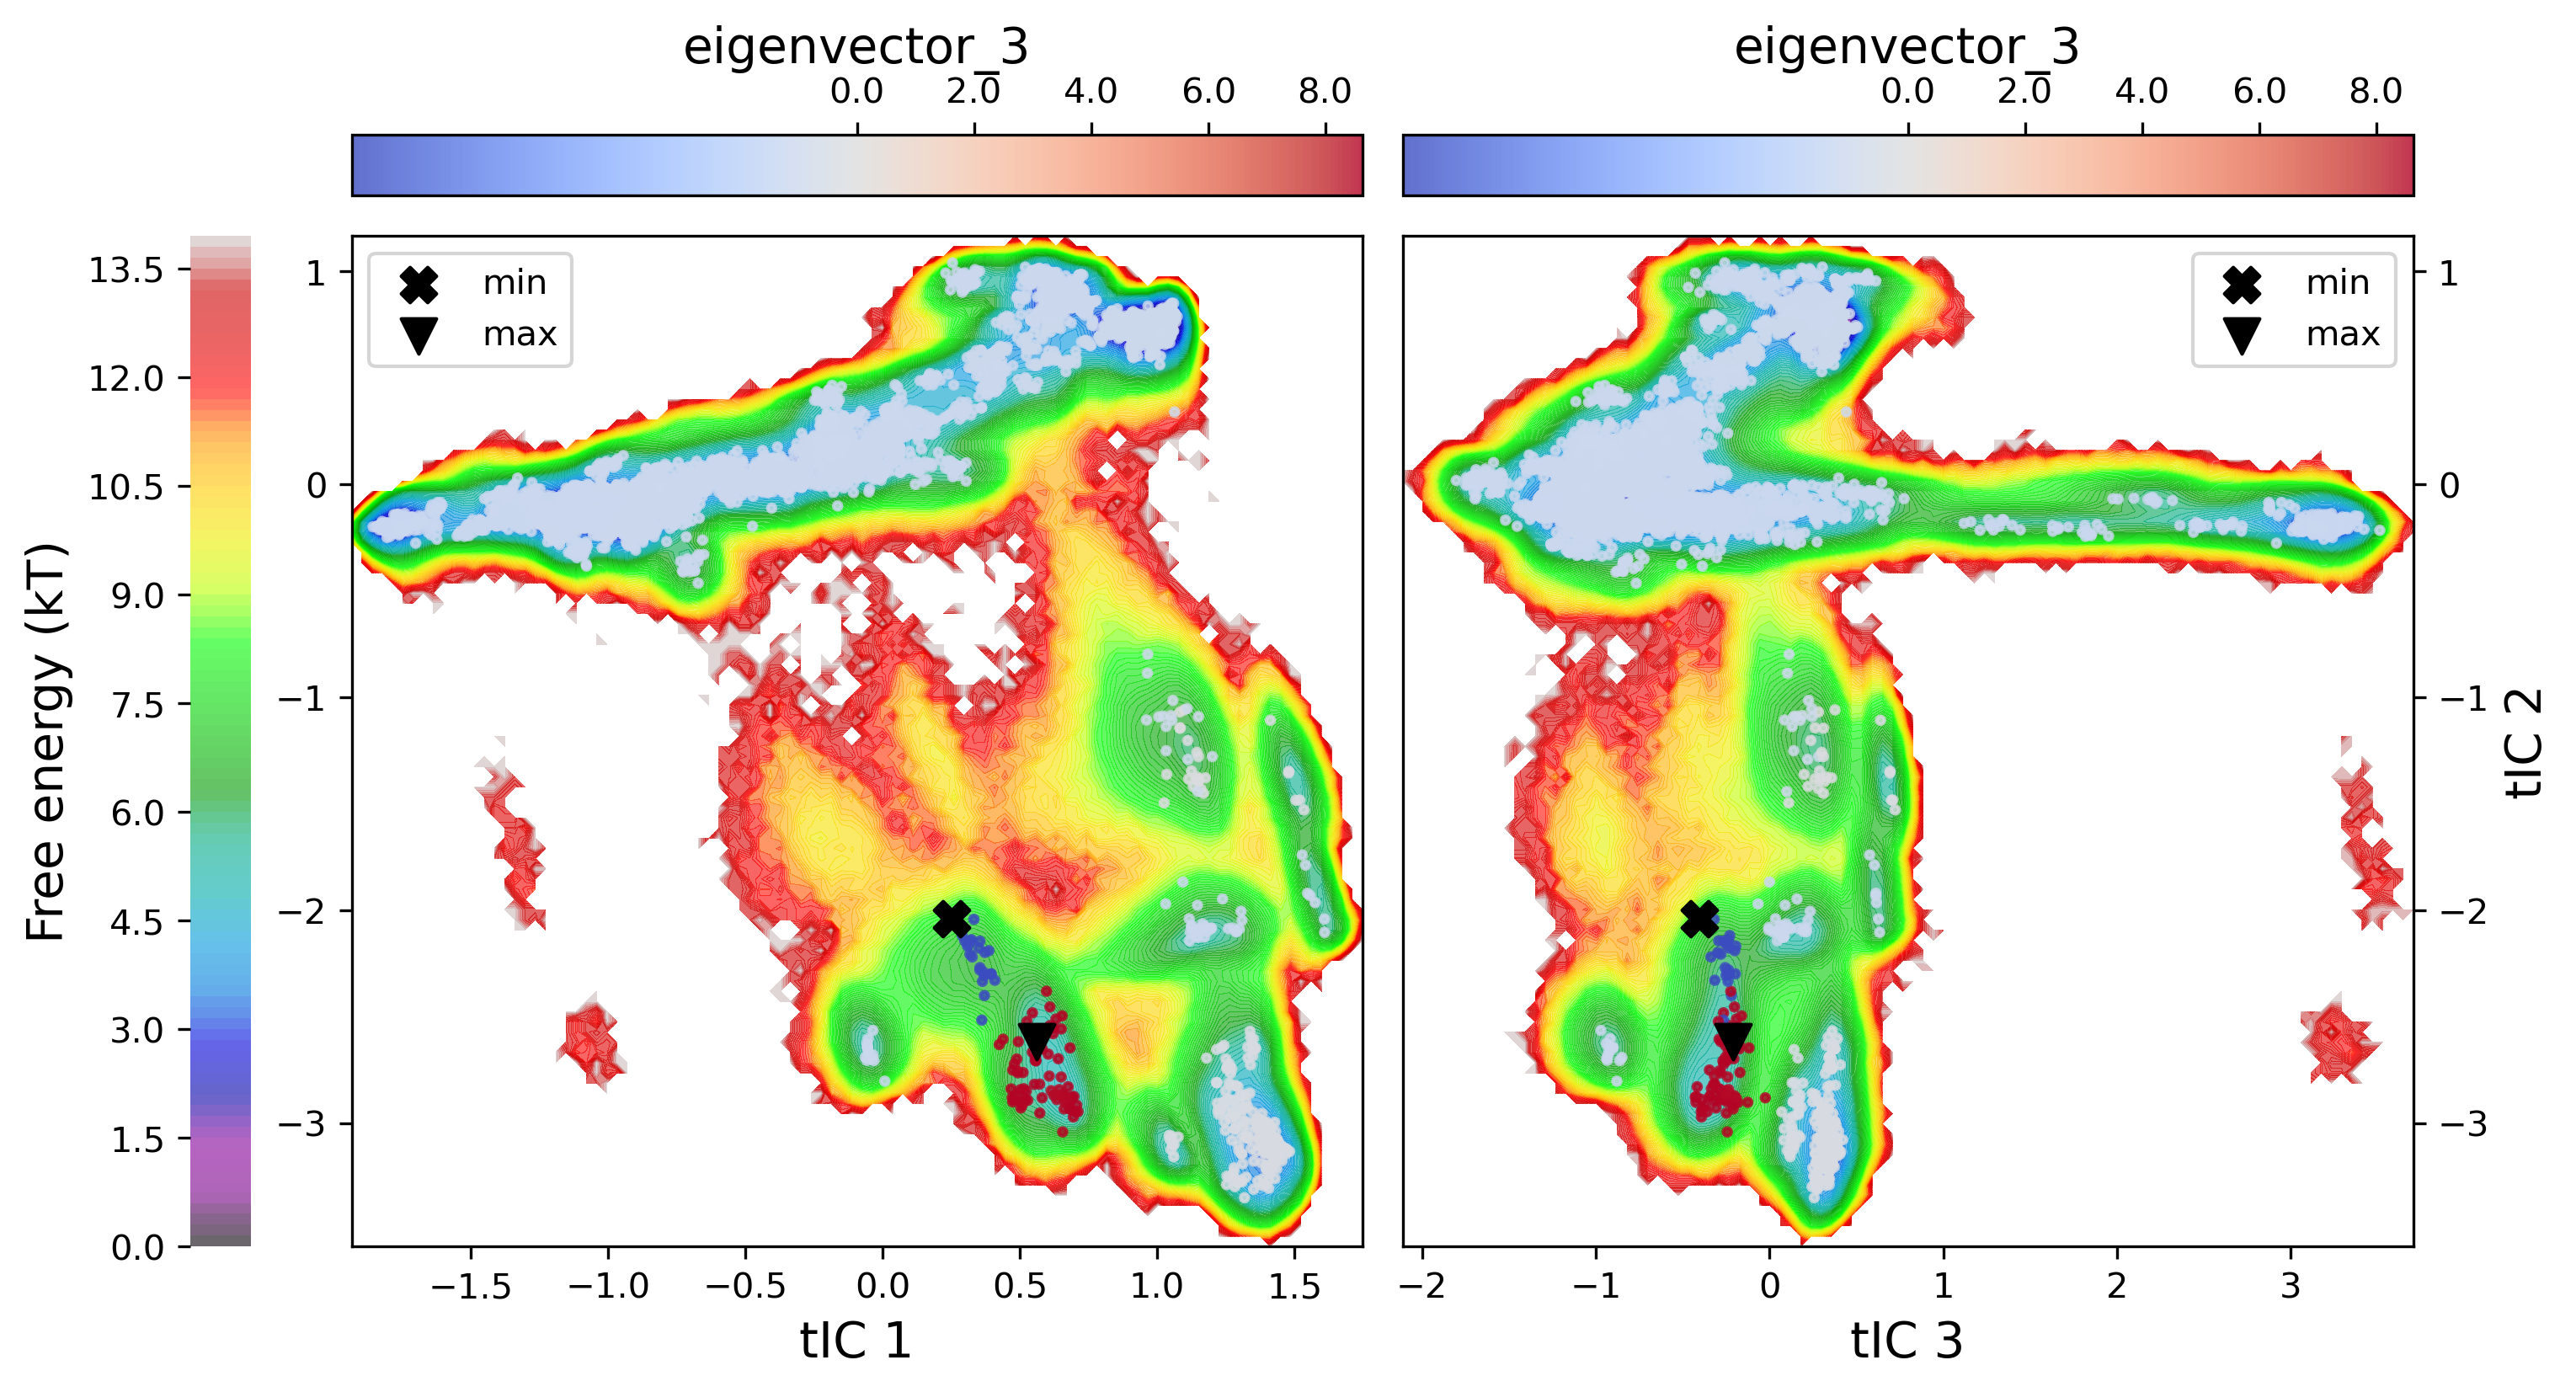 eigenvector_3
eigenvector_3
0.0 2.0 4.0 6.0 8.0
0.0 2.0 4.0 6.0 8.0
Free energy (kT)
13.5
12.0
10.5
9.0
7.5
6.0
4.5
3.0
1.5
0.0
min
max
1
0
−1
−2
−3
−1.5 −1.0 −0.5 0.0 0.5 1.0 1.5
tIC 1
min
max
1
0
−1
−2
−3
tIC 2
−2 −1 0 1 2 3
tIC 3